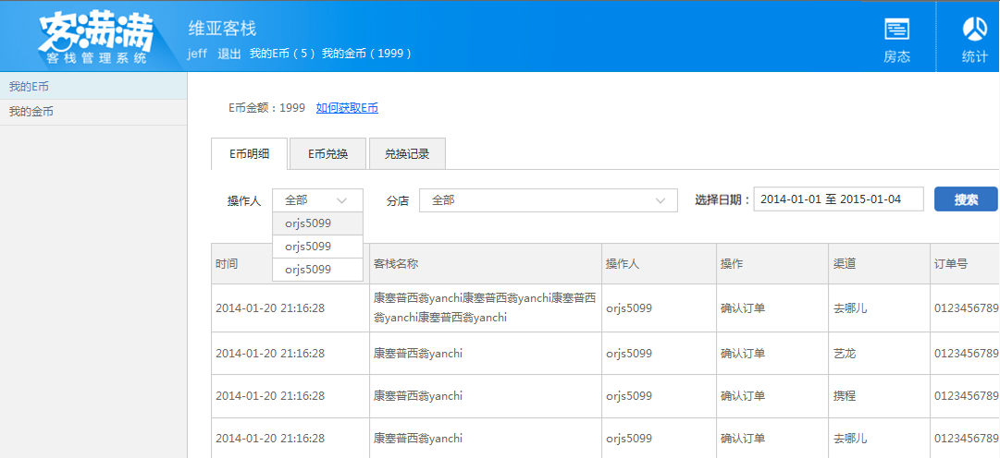 客满满
客栈管理系统
维亚客栈
jeff 退出 我的E币（5） 我的金币（1999）
房态
统计
我的E币
我的金币
E币金额：1999 如何获取E币
E币明细 E币兑换 兑换记录
操作人 全部 分店 全部 选择日期： 2014-01-01 至 2015-01-04 搜索
orjs5099
orjs5099
orjs5099
时间 客栈名称 操作人 操作 渠道 订单号
2014-01-20 21:16:28 康塞普西翁yanchi康塞普西翁yanchi康塞普西
翁yanchi康塞普西翁yanchi orjs5099 确认订单 去哪儿 0123456789
2014-01-20 21:16:28 康塞普西翁yanchi orjs5099 确认订单 艺龙 0123456789
2014-01-20 21:16:28 康塞普西翁yanchi orjs5099 确认订单 携程 0123456789
2014-01-20 21:16:28 康塞普西翁yanchi orjs5099 确认订单 去哪儿 0123456789